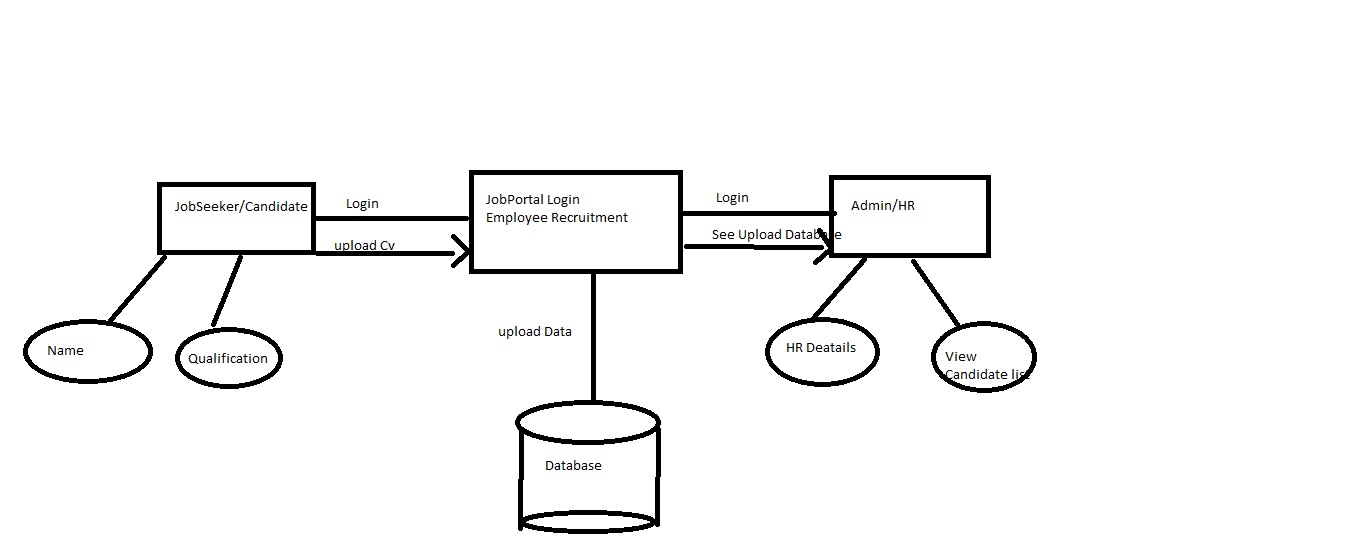 JobSeeker/Candidate
Login
upload Cv
JobPortal Login
Employee Recruitment
Login
See Upload Database
Admin/HR
upload Data
Name
Qualification
HR Deatails
View
Candidate list
Database